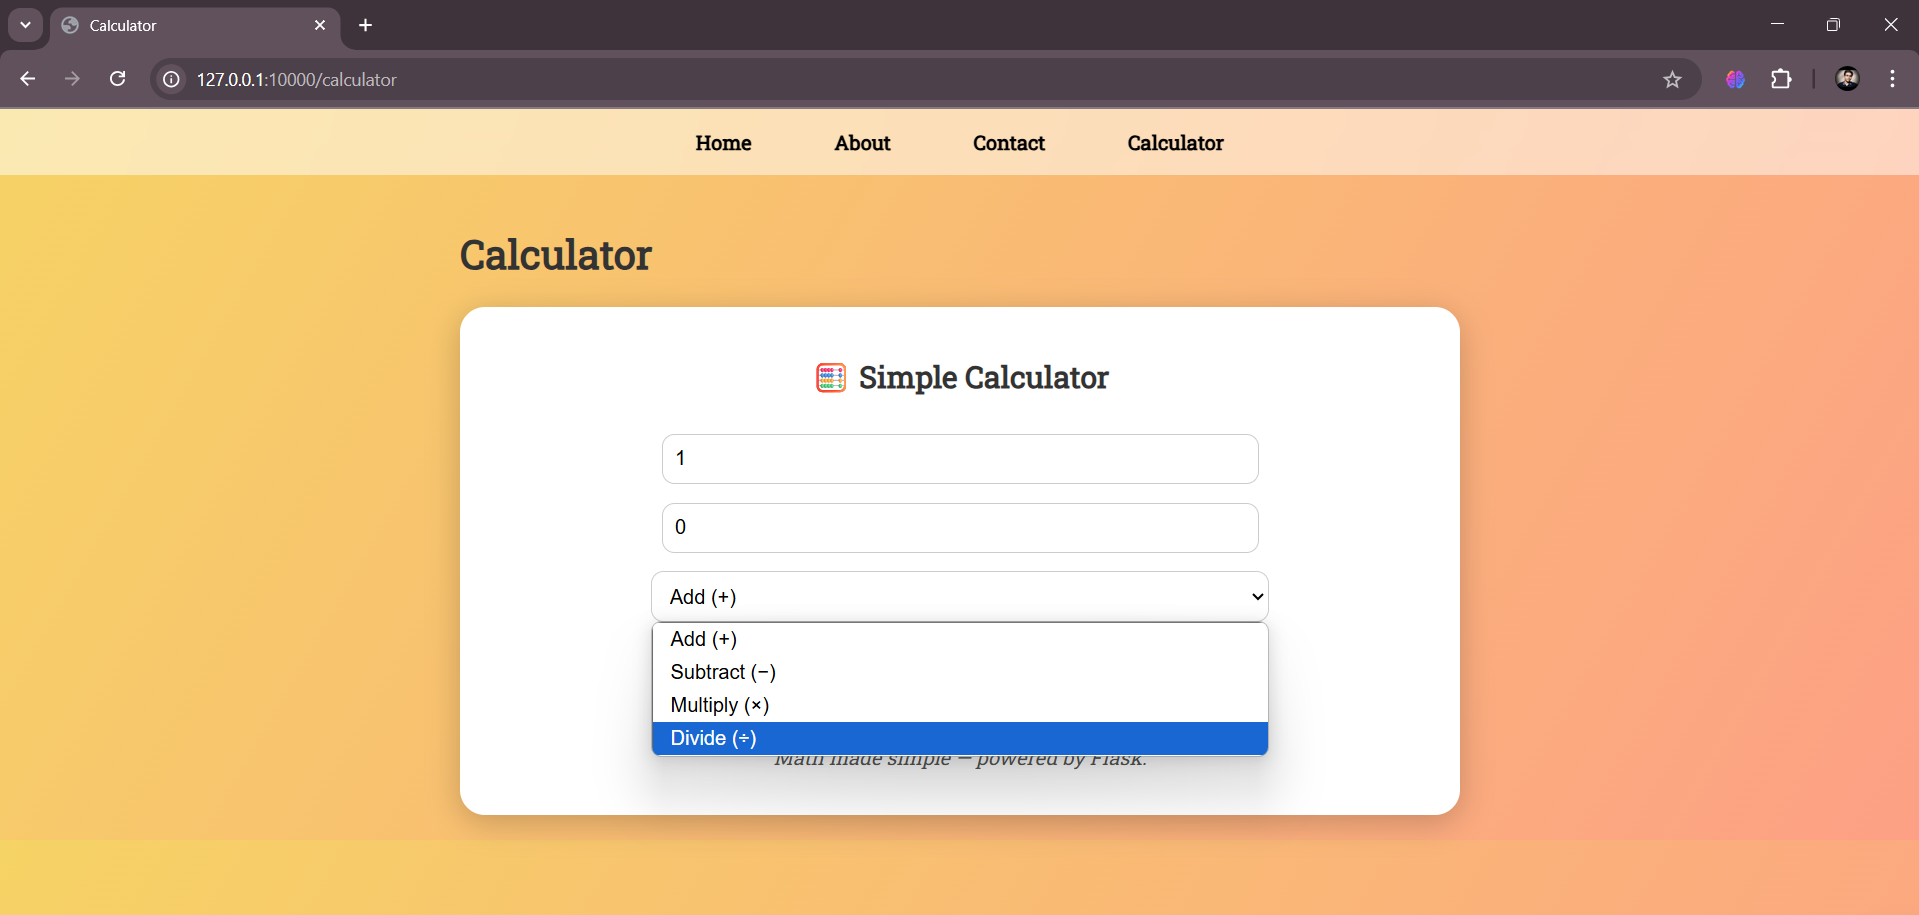 Calculator
127.0.0.1:10000/calculator
Home About Contact Calculator
Calculator
Simple Calculator
1
0
Add (+)
Add (+)
Subtract (−)
Multiply (×)
Divide (÷)
Math made simple — powered by Flask.